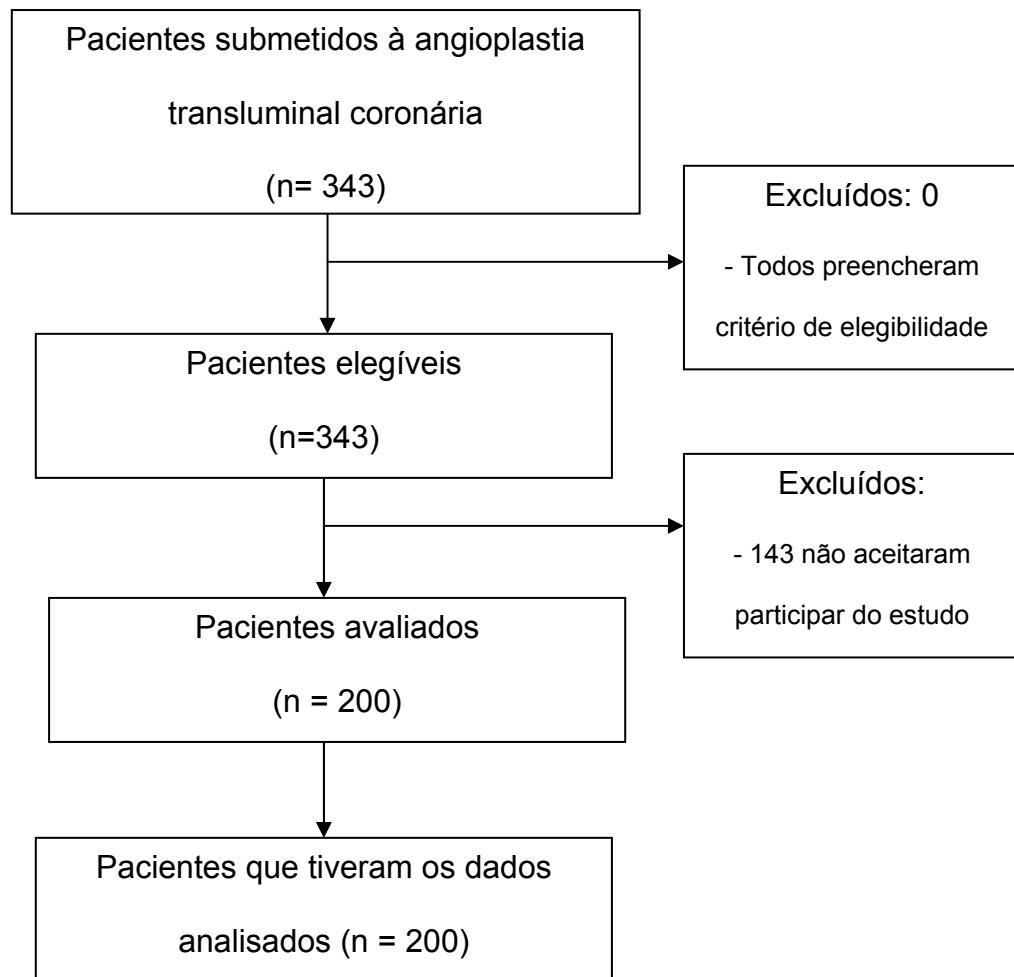 Pacientes submetidos à angioplastia
transluminal coronária
(n= 343)
Excluídos: 0
- Todos preencheram
critério de elegibilidade
Pacientes elegíveis
(n=343)
Excluídos:
- 143 não aceitaram
participar do estudo
Pacientes avaliados
(n = 200)
Pacientes que tiveram os dados
analisados (n = 200)